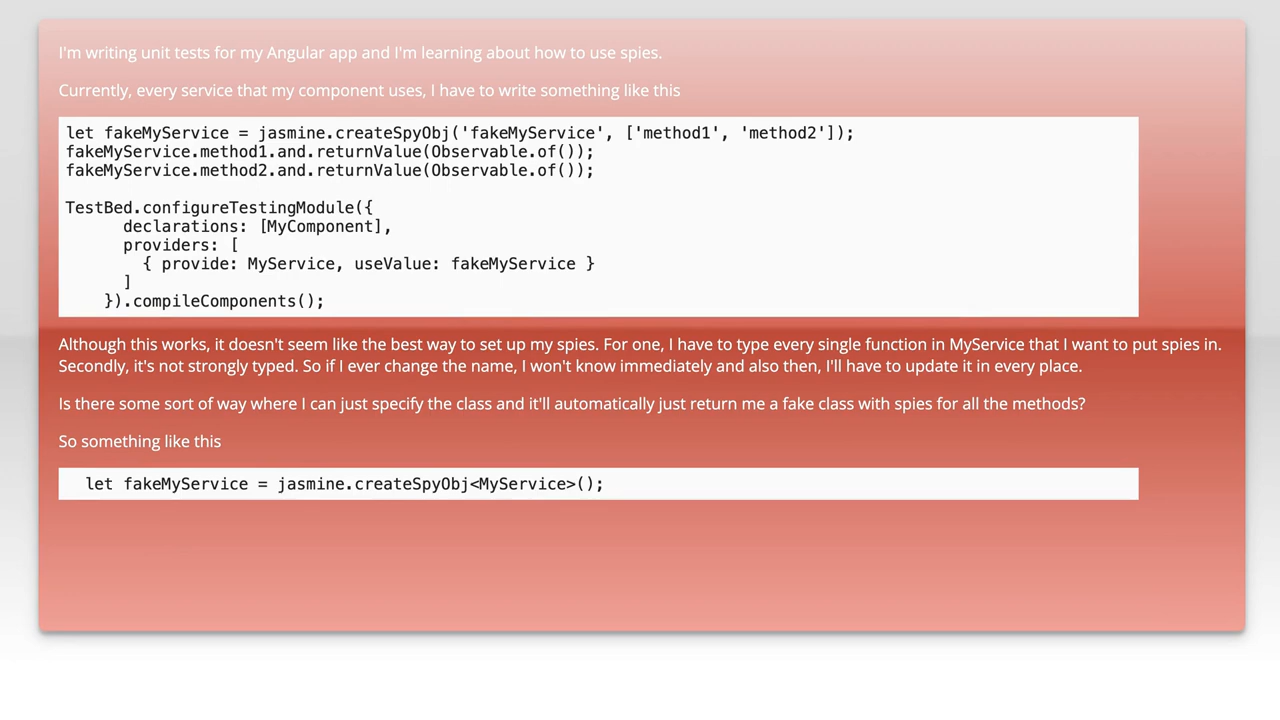 I'm writing unit tests for my Angular app and I'm learning about how to use spies.
Currently, every service that my component uses, I have to write something like this
let fakeMyService = jasmine.createSpyObj('fakeMyService', ['method1', 'method2']);
fakeMyService.method1.and.returnValue(Observable.of());
fakeMyService.method2.and.returnValue(Observable.of());
TestBed.configureTestingModule({
      declarations: [MyComponent],
      providers: [
        { provide: MyService, useValue: fakeMyService }
      ]
    }).compileComponents();
Although this works, it doesn't seem like the best way to set up my spies. For one, I have to type every single function in MyService that I want to put spies in.
Secondly, it's not strongly typed. So if I ever change the name, I won't know immediately and also then, I'll have to update it in every place.
Is there some sort of way where I can just specify the class and it'll automatically just return me a fake class with spies for all the methods?
So something like this
  let fakeMyService = jasmine.createSpyObj<MyService>();